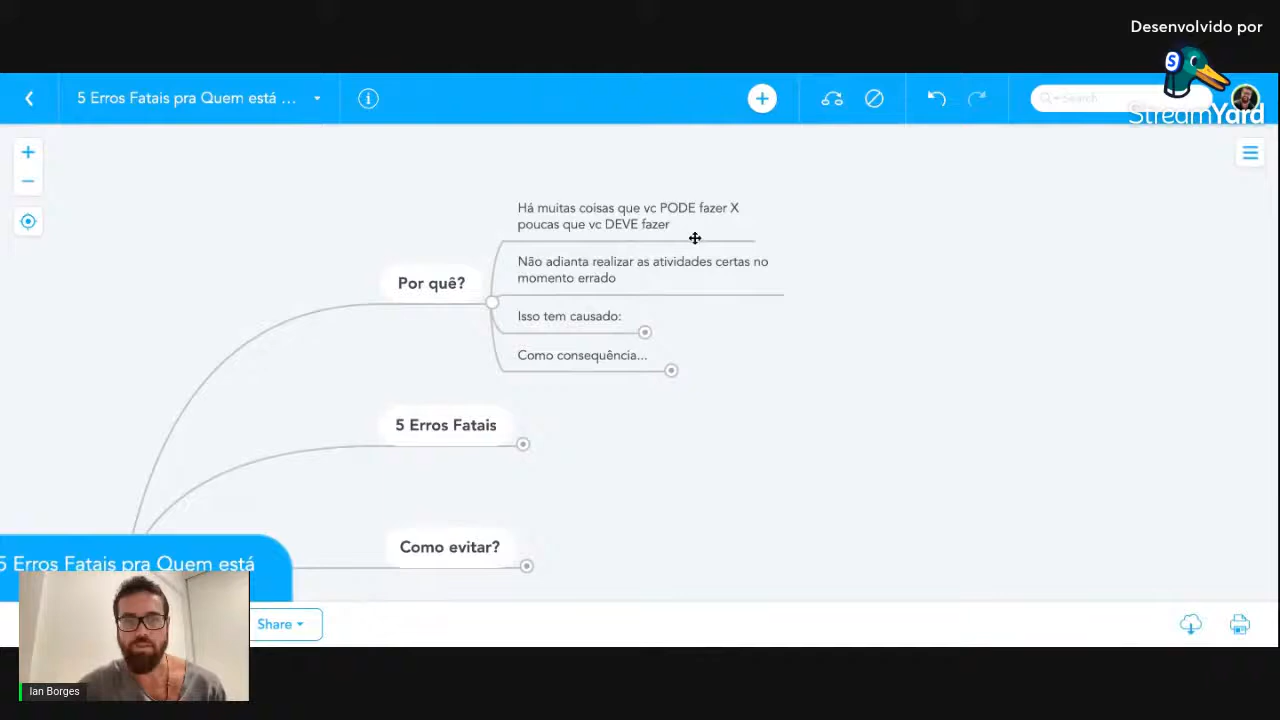 Desenvolvido por
S
StreamYard
5 Erros Fatais pra Quem está ...
Search
Há muitas coisas que vc PODE fazer X
poucas que vc DEVE fazer
Não adianta realizar as atividades certas no
momento errado
Por quê?
Isso tem causado:
Como consequência...
5 Erros Fatais
Como evitar?
5 Erros Fatais pra Quem está
Share
Ian Borges